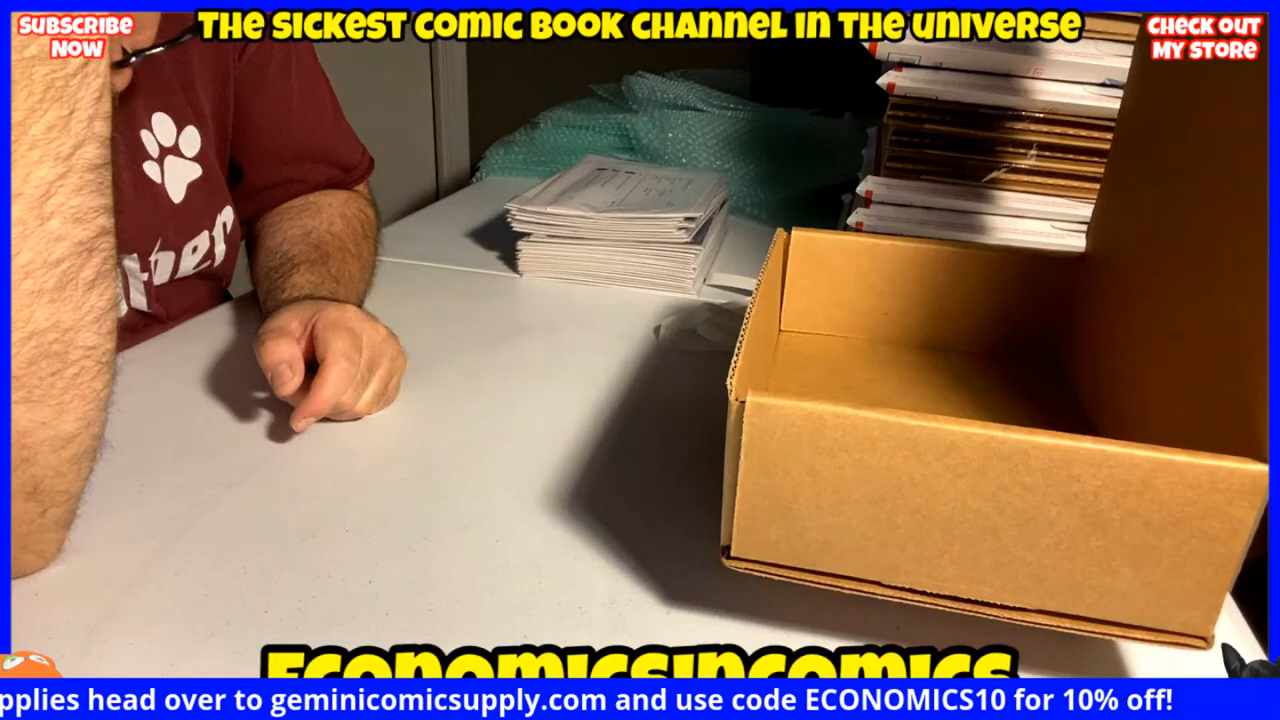 SUBSCRIBE
NOW
THE SICKEST COMIC BOOK CHANNEL IN THE UNIVERSE
CHECK OUT
MY STORE
ECONOMICSINCOMICS
pplies head over to geminicomicsupply.com and use code ECONOMICS10 for 10% off!